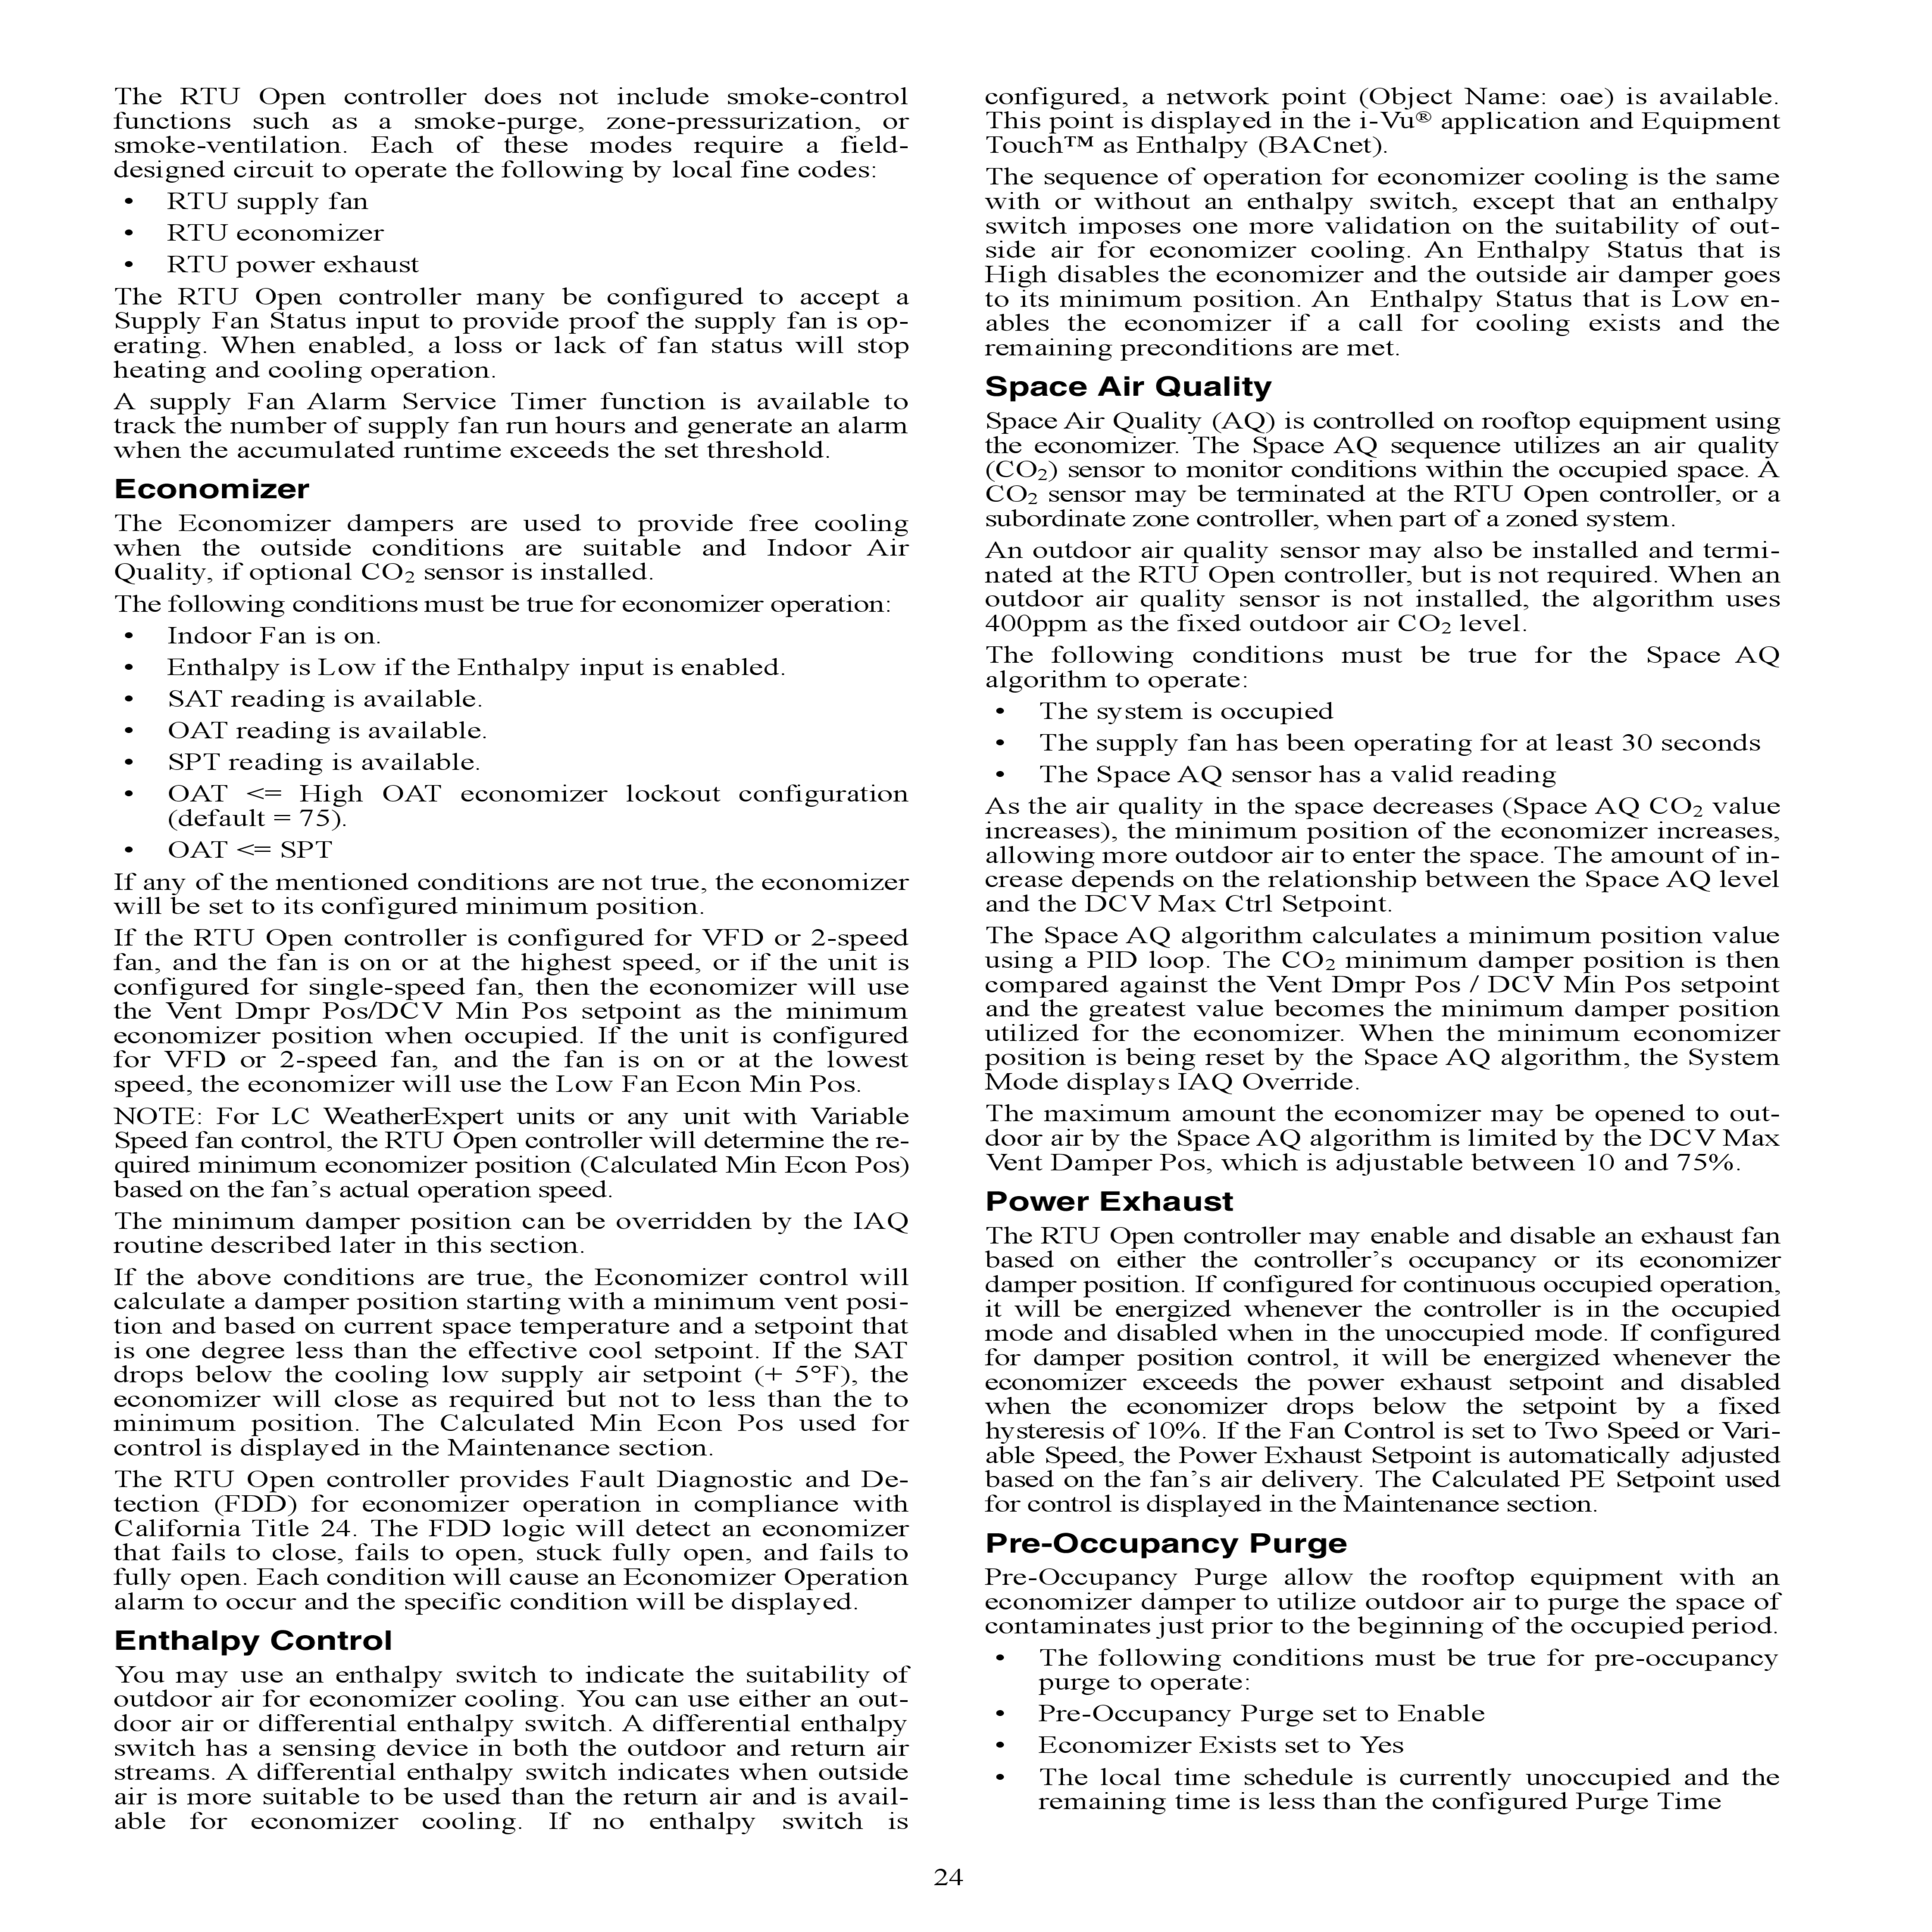 The RTU Open controller does not include smoke-control
functions such as a smoke-purge, zone-pressurization, or
smoke-ventilation. Each of these modes require a field-
designed circuit to operate the following by local fine codes:
• RTU supply fan
• RTU economizer
• RTU power exhaust
The RTU Open controller many be configured to accept a
Supply Fan Status input to provide proof the supply fan is op-
erating. When enabled, a loss or lack of fan status will stop
heating and cooling operation.
A supply Fan Alarm Service Timer function is available to
track the number of supply fan run hours and generate an alarm
when the accumulated runtime exceeds the set threshold.
Economizer
The Economizer dampers are used to provide free cooling
when the outside conditions are suitable and Indoor Air
Quality, if optional CO₂ sensor is installed.
The following conditions must be true for economizer operation:
• Indoor Fan is on.
• Enthalpy is Low if the Enthalpy input is enabled.
• SAT reading is available.
• OAT reading is available.
• SPT reading is available.
• OAT <= High OAT economizer lockout configuration
(default = 75).
• OAT <= SPT
If any of the mentioned conditions are not true, the economizer
will be set to its configured minimum position.
If the RTU Open controller is configured for VFD or 2-speed
fan, and the fan is on or at the highest speed, or if the unit is
configured for single-speed fan, then the economizer will use
the Vent Dmpr Pos/DCV Min Pos setpoint as the minimum
economizer position when occupied. If the unit is configured
for VFD or 2-speed fan, and the fan is on or at the lowest
speed, the economizer will use the Low Fan Econ Min Pos.
NOTE: For LC WeatherExpert units or any unit with Variable
Speed fan control, the RTU Open controller will determine the re-
quired minimum economizer position (Calculated Min Econ Pos)
based on the fan's actual operation speed.
The minimum damper position can be overridden by the IAQ
routine described later in this section.
If the above conditions are true, the Economizer control will
calculate a damper position starting with a minimum vent posi-
tion and based on current space temperature and a setpoint that
is one degree less than the effective cool setpoint. If the SAT
drops below the cooling low supply air setpoint (+ 5°F), the
economizer will close as required but not to less than the to
minimum position. The Calculated Min Econ Pos used for
control is displayed in the Maintenance section.
The RTU Open controller provides Fault Diagnostic and De-
tection (FDD) for economizer operation in compliance with
California Title 24. The FDD logic will detect an economizer
that fails to close, fails to open, stuck fully open, and fails to
fully open. Each condition will cause an Economizer Operation
alarm to occur and the specific condition will be displayed.
Enthalpy Control
You may use an enthalpy switch to indicate the suitability of
outdoor air for economizer cooling. You can use either an out-
door air or differential enthalpy switch. A differential enthalpy
switch has a sensing device in both the outdoor and return air
streams. A differential enthalpy switch indicates when outside
air is more suitable to be used than the return air and is avail-
able for economizer cooling. If no enthalpy switch is
configured, a network point (Object Name: oae) is available.
This point is displayed in the i-Vu® application and Equipment
Touch™ as Enthalpy (BACnet).
The sequence of operation for economizer cooling is the same
with or without an enthalpy switch, except that an enthalpy
switch imposes one more validation on the suitability of out-
side air for economizer cooling. An Enthalpy Status that is
High disables the economizer and the outside air damper goes
to its minimum position. An Enthalpy Status that is Low en-
ables the economizer if a call for cooling exists and the
remaining preconditions are met.
Space Air Quality
Space Air Quality (AQ) is controlled on rooftop equipment using
the economizer. The Space AQ sequence utilizes an air quality
(CO₂) sensor to monitor conditions within the occupied space. A
CO₂ sensor may be terminated at the RTU Open controller, or a
subordinate zone controller, when part of a zoned system.
An outdoor air quality sensor may also be installed and termi-
nated at the RTU Open controller, but is not required. When an
outdoor air quality sensor is not installed, the algorithm uses
400ppm as the fixed outdoor air CO₂ level.
The following conditions must be true for the Space AQ
algorithm to operate:
• The system is occupied
• The supply fan has been operating for at least 30 seconds
• The Space AQ sensor has a valid reading
As the air quality in the space decreases (Space AQ CO₂ value
increases), the minimum position of the economizer increases,
allowing more outdoor air to enter the space. The amount of in-
crease depends on the relationship between the Space AQ level
and the DCV Max Ctrl Setpoint.
The Space AQ algorithm calculates a minimum position value
using a PID loop. The CO₂ minimum damper position is then
compared against the Vent Dmpr Pos / DCV Min Pos setpoint
and the greatest value becomes the minimum damper position
utilized for the economizer. When the minimum economizer
position is being reset by the Space AQ algorithm, the System
Mode displays IAQ Override.
The maximum amount the economizer may be opened to out-
door air by the Space AQ algorithm is limited by the DCV Max
Vent Damper Pos, which is adjustable between 10 and 75%.
Power Exhaust
The RTU Open controller may enable and disable an exhaust fan
based on either the controller's occupancy or its economizer
damper position. If configured for continuous occupied operation,
it will be energized whenever the controller is in the occupied
mode and disabled when in the unoccupied mode. If configured
for damper position control, it will be energized whenever the
economizer exceeds the power exhaust setpoint and disabled
when the economizer drops below the setpoint by a fixed
hysteresis of 10%. If the Fan Control is set to Two Speed or Vari-
able Speed, the Power Exhaust Setpoint is automatically adjusted
based on the fan's air delivery. The Calculated PE Setpoint used
for control is displayed in the Maintenance section.
Pre-Occupancy Purge
Pre-Occupancy Purge allow the rooftop equipment with an
economizer damper to utilize outdoor air to purge the space of
contaminates just prior to the beginning of the occupied period.
• The following conditions must be true for pre-occupancy
purge to operate:
• Pre-Occupancy Purge set to Enable
• Economizer Exists set to Yes
• The local time schedule is currently unoccupied and the
remaining time is less than the configured Purge Time
24